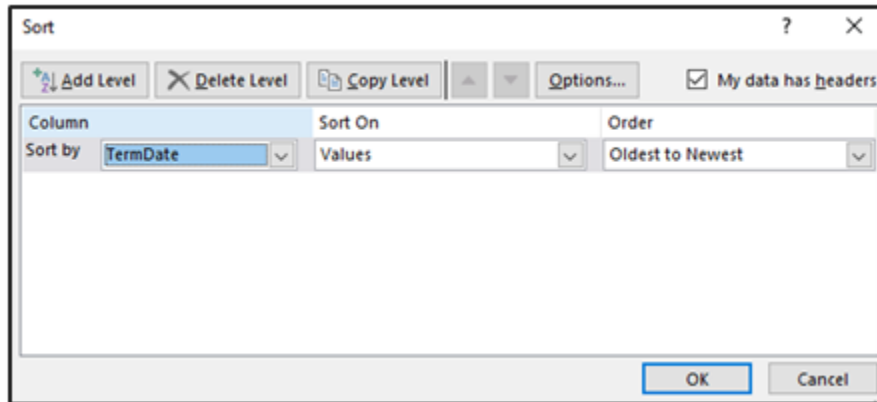 Sort ? ×
Add Level Delete Level Copy Level Options... My data has headers
Column Sort On Order
Sort by TermDate Values Oldest to Newest
OK Cancel